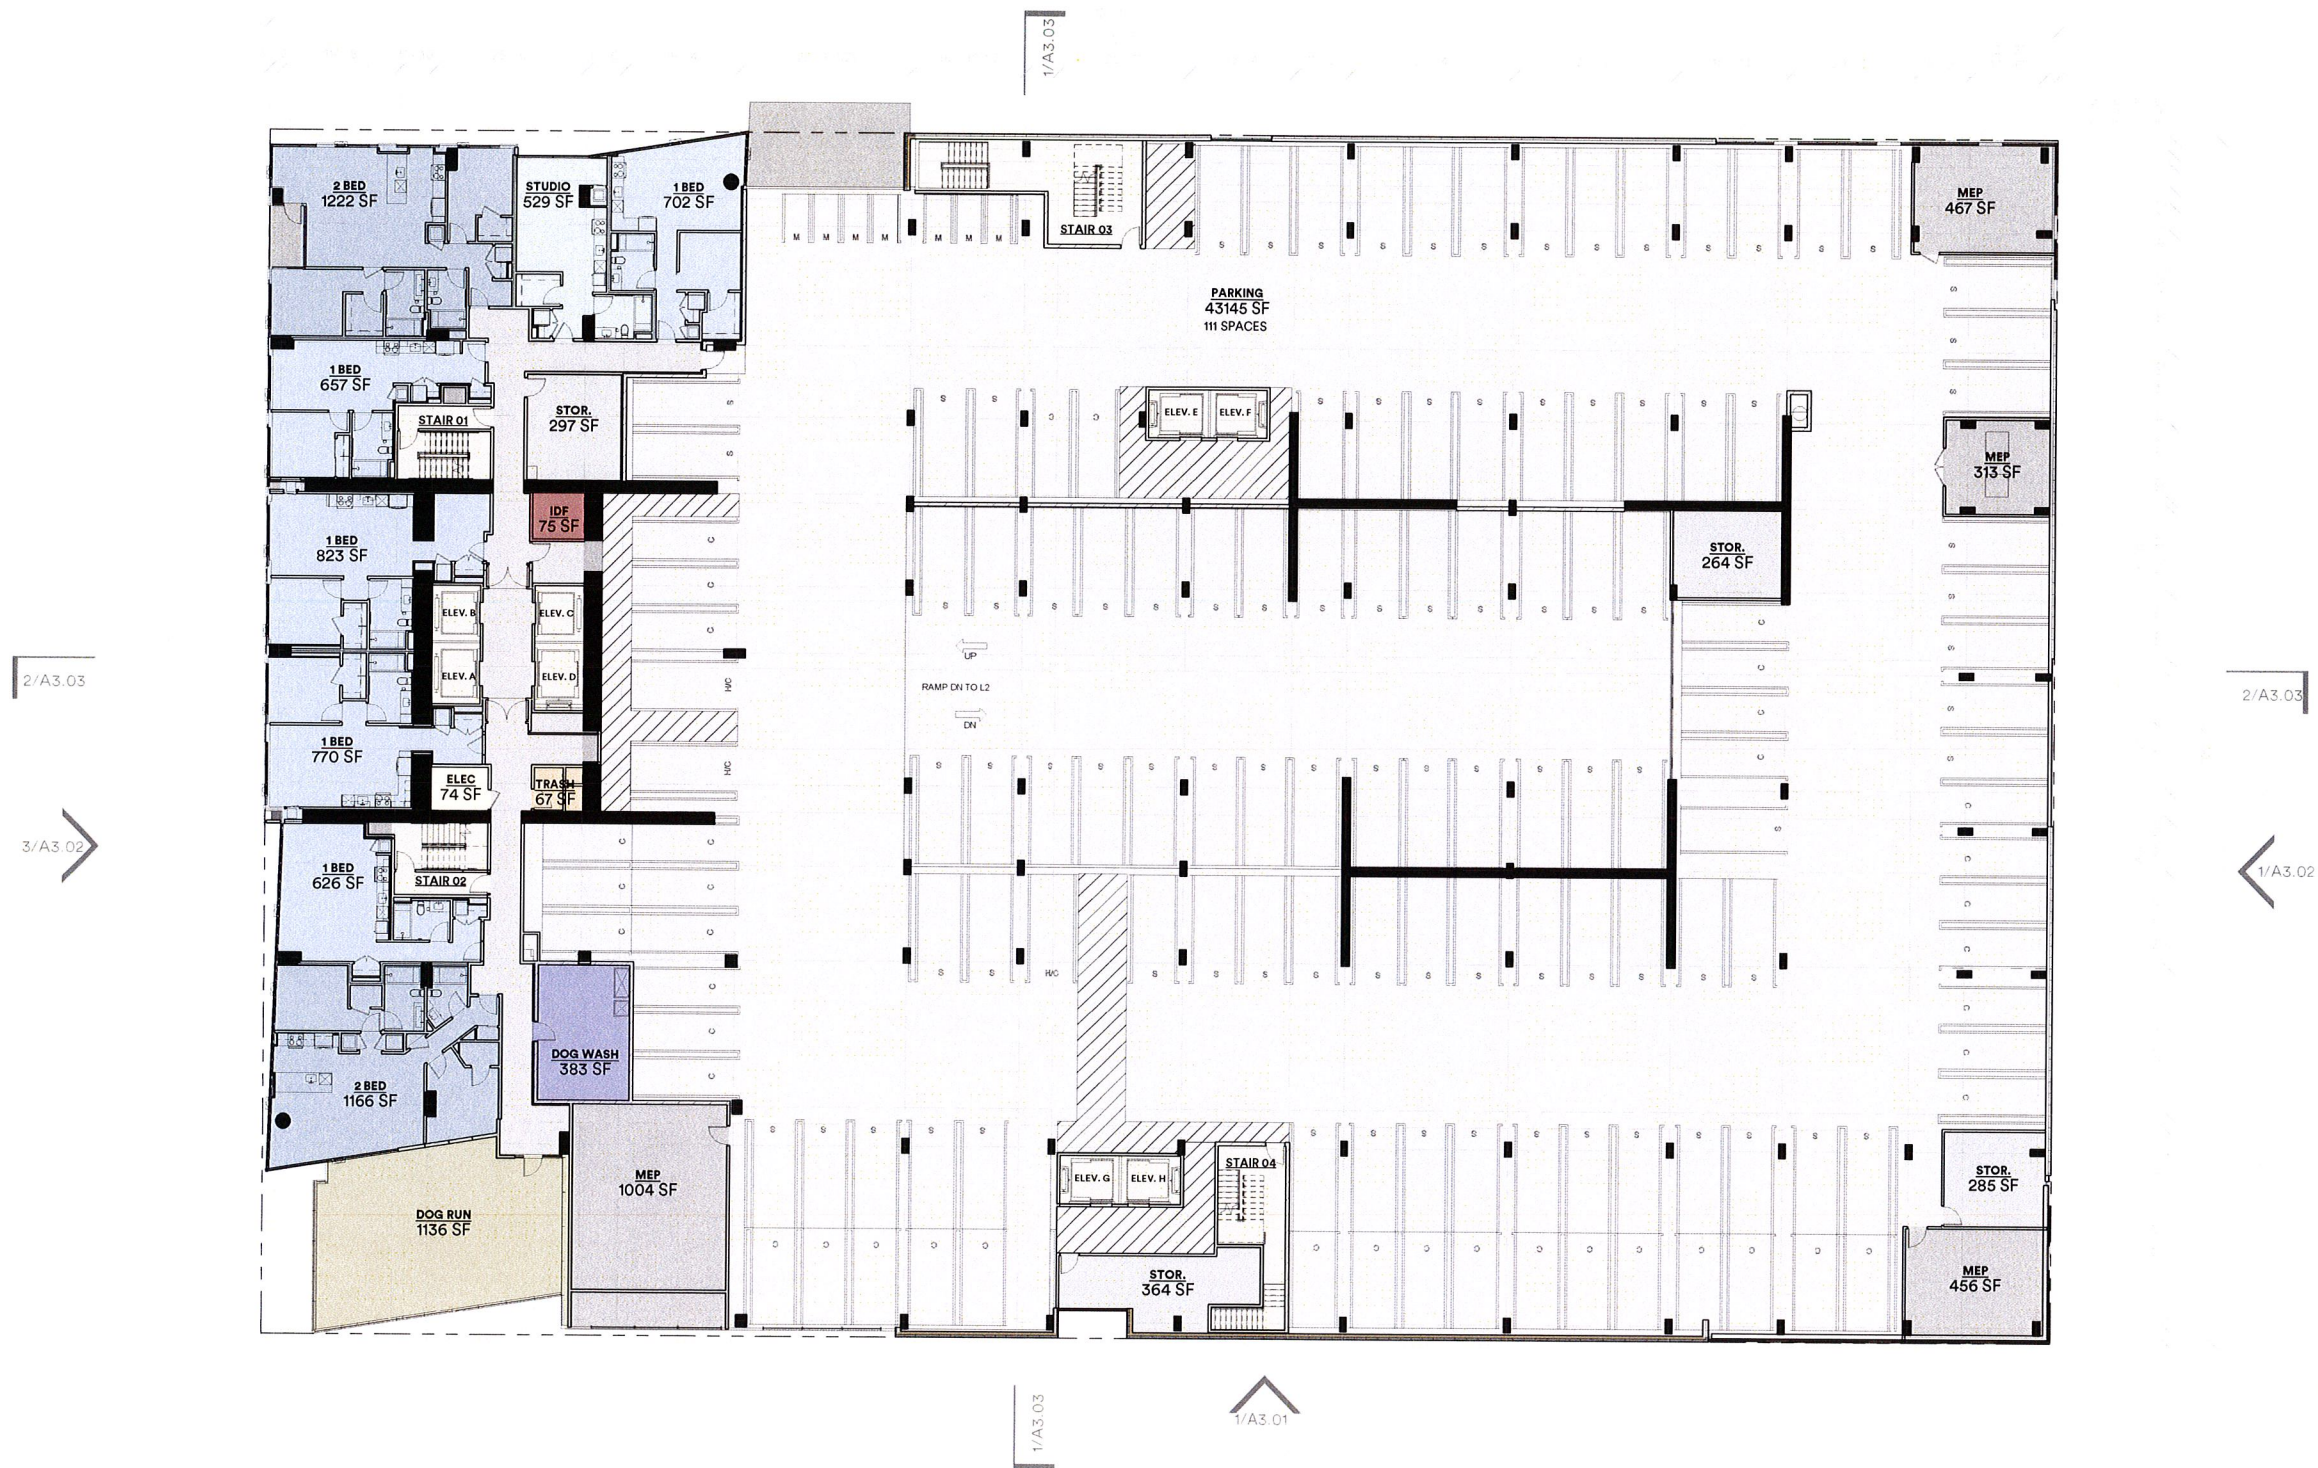 1/A3.03
2 BED
1222 SF
STUDIO
529 SF
1 BED
702 SF
M M M M M M M
STAIR 03
S S S S S S S S S S S S S
MEP
467 SF
PARKING
43145 SF
111 SPACES
S
S
S
1 BED
657 SF
STAIR 01
STOR.
297 SF
S
S
S S C C
ELEV. E
ELEV. F
S S S S S S S S S
MEP
313 SF
1 BED
823 SF
IDF
75 SF
C
C
C
H/C
H/C
STOR.
264 SF
S
S
S
S
S
ELEV. B
ELEV. C
ELEV. A
ELEV. D
S S S S S S S S S S S S S S
UP
RAMP DN TO L2
DN
C
C
C
C
S
2/A3.03
2/A3.03
1 BED
770 SF
ELEC
74 SF
TRASH
67 SF
S S S S S S S S S S S S S S
3/A3.02
1/A3.02
1 BED
626 SF
STAIR 02
C C
C C
C C
C
C
C
C
C
C
C
C
C
C
S S H/C S S S S S S S S S S S S
DOG WASH
383 SF
2 BED
1166 SF
S S S S S
S S S S S S S S S S S
MEP
1004 SF
DOG RUN
1136 SF
ELEV. G
ELEV. H
STAIR 04
STOR.
285 SF
C C C C C
C C C C C C C C C C C
STOR.
364 SF
MEP
456 SF
1/A3.03
1/A3.01